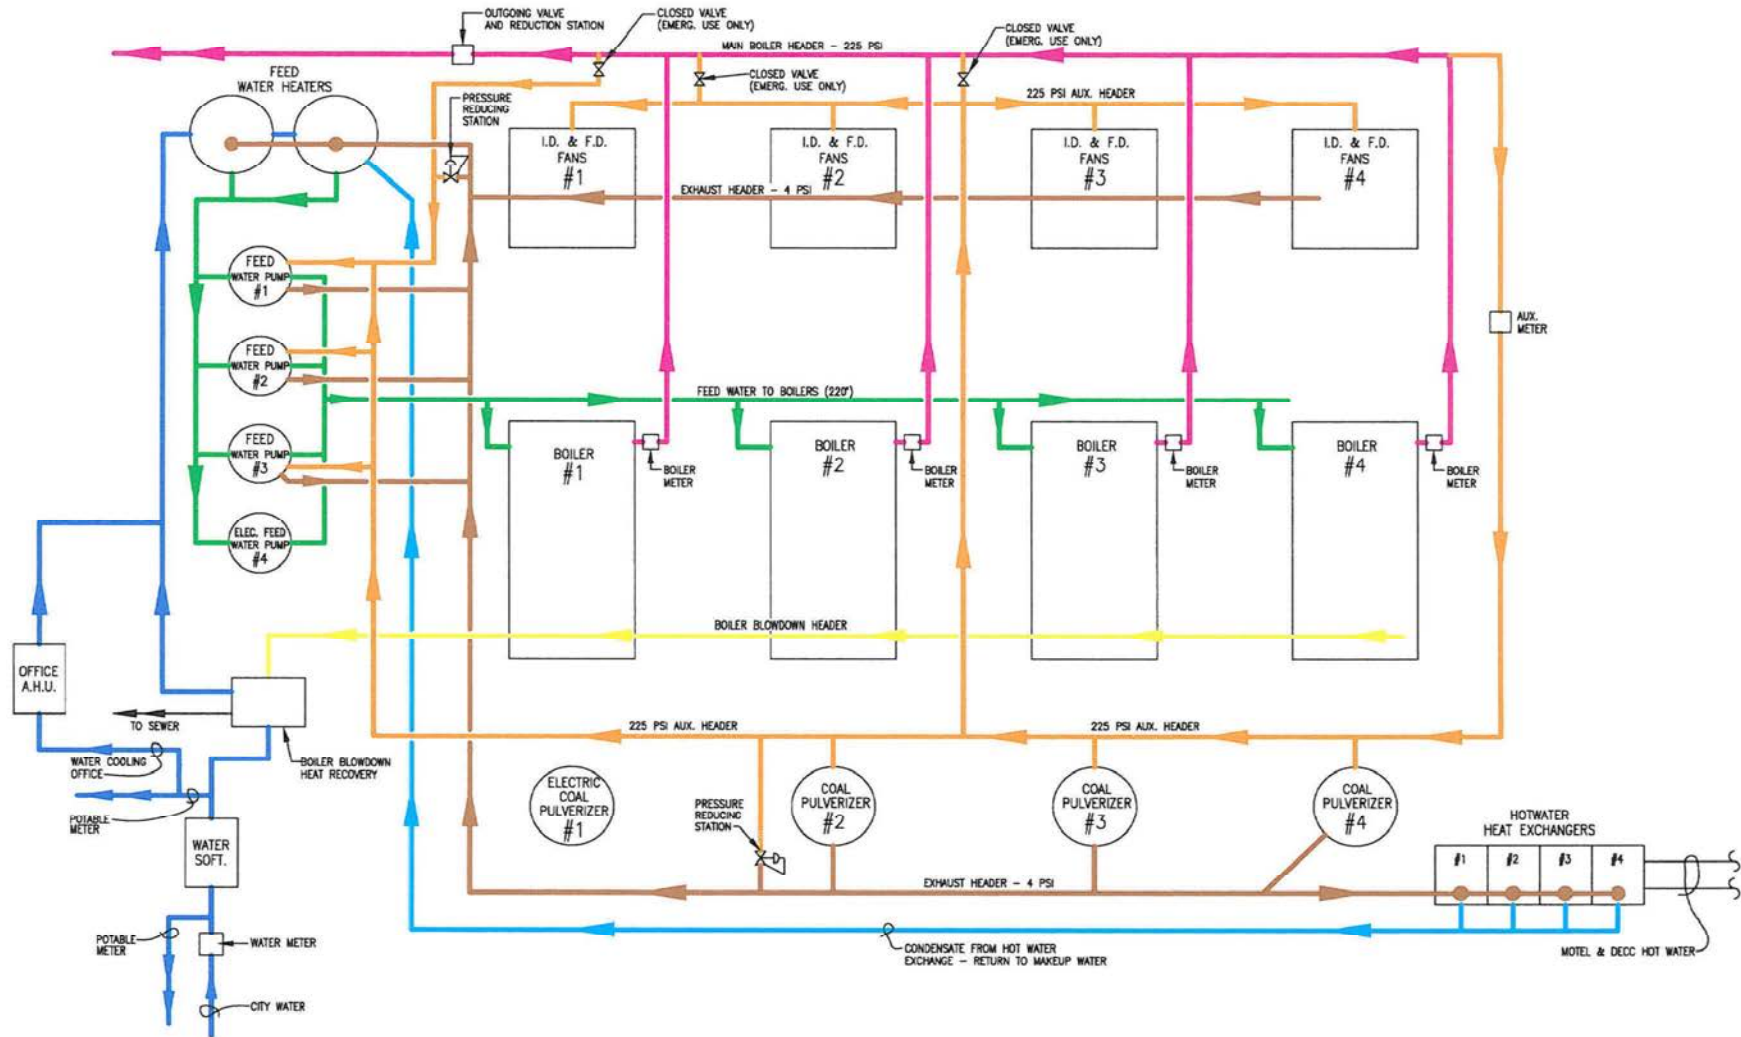 OUTGOING VALVE
AND REDUCTION STATION
CLOSED VALVE
(EMERG. USE ONLY)
CLOSED VALVE
(EMERG. USE ONLY)
MAIN BOILER HEADER - 225 PSI
FEED
WATER HEATERS
CLOSED VALVE
(EMERG. USE ONLY)
PRESSURE
REDUCING
STATION
225 PSI AUX. HEADER
I.D. & F.D.
FANS
#1
I.D. & F.D.
FANS
#2
I.D. & F.D.
FANS
#3
I.D. & F.D.
FANS
#4
EXHAUST HEADER - 4 PSI
FEED
WATER PUMP
#1
AUX.
METER
FEED
WATER PUMP
#2
FEED WATER TO BOILERS (220°)
FEED
WATER PUMP
#3
BOILER
#1
BOILER
METER
BOILER
#2
BOILER
METER
BOILER
#3
BOILER
METER
BOILER
#4
BOILER
METER
ELEC. FEED
WATER PUMP
#4
BOILER BLOWDOWN HEADER
OFFICE
A.H.U.
TO SEWER
225 PSI AUX. HEADER
225 PSI AUX. HEADER
WATER COOLING
OFFICE
BOILER BLOWDOWN
HEAT RECOVERY
ELECTRIC
COAL
PULVERIZER
#1
COAL
PULVERIZER
#2
COAL
PULVERIZER
#3
COAL
PULVERIZER
#4
PRESSURE
REDUCING
STATION
POTABLE
METER
HOTWATER
HEAT EXCHANGERS
WATER
SOFT.
#1
#2
#3
#4
EXHAUST HEADER - 4 PSI
POTABLE
METER
WATER METER
CONDENSATE FROM HOT WATER
EXCHANGE - RETURN TO MAKEUP WATER
MOTEL & DECC HOT WATER
CITY WATER